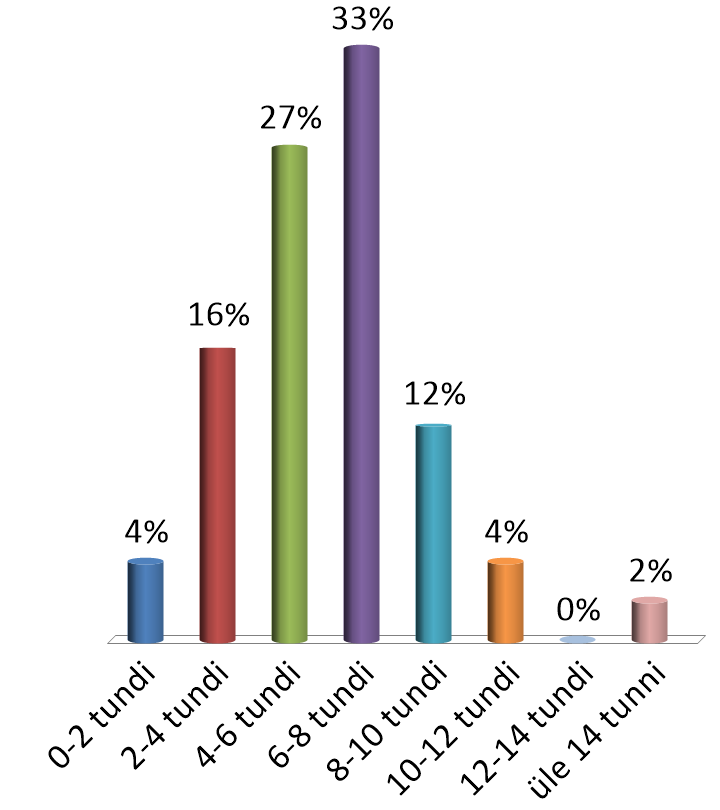 33%
27%
16%
12%
4%
4%
2%
0%
0-2 tundi
2-4 tundi
4-6 tundi
6-8 tundi
8-10 tundi
10-12 tundi
12-14 tundi
üle 14 tunni